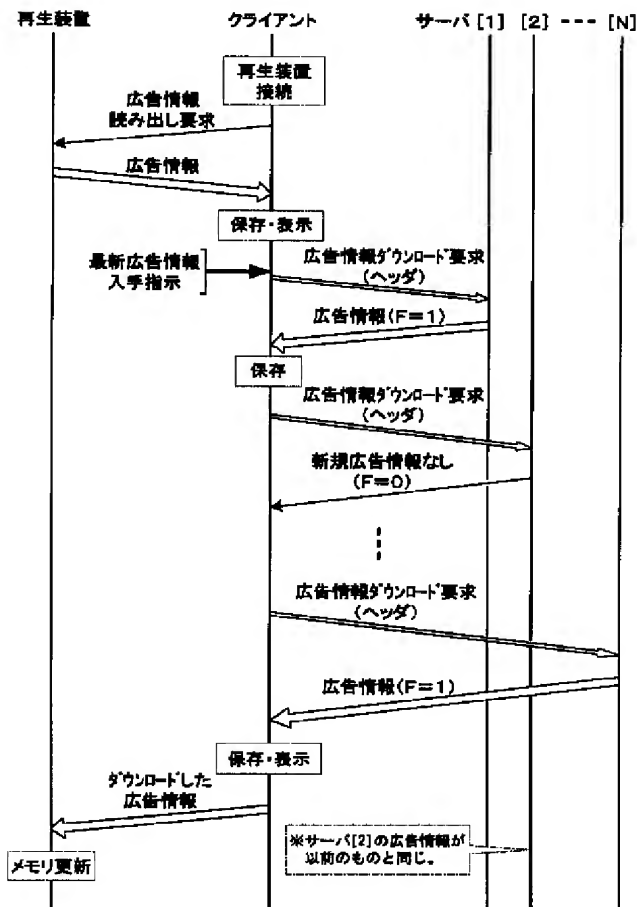 再生装置
クライアント
サーバ[1] [2] --- [N]
再生装置
接続
広告情報
読み出し要求
広告情報
保存・表示
最新広告情報
入手指示
広告情報ダウンロード要求
(ヘッダ)
広告情報(F=1)
保存
広告情報ダウンロード要求
(ヘッダ)
新規広告情報なし
(F=0)
広告情報ダウンロード要求
(ヘッダ)
広告情報(F=1)
保存・表示
ダウンロードした
広告情報
※サーバ[2]の広告情報が
以前のものと同じ。
メモリ更新